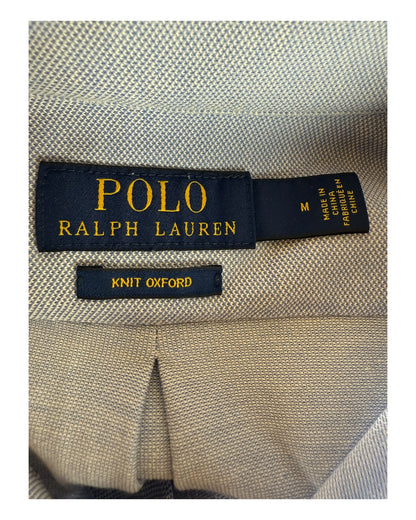 POLO
RALPH LAUREN
M
MADE IN
CHINA
FABRIQUÉ EN
CHINE
KNIT OXFORD